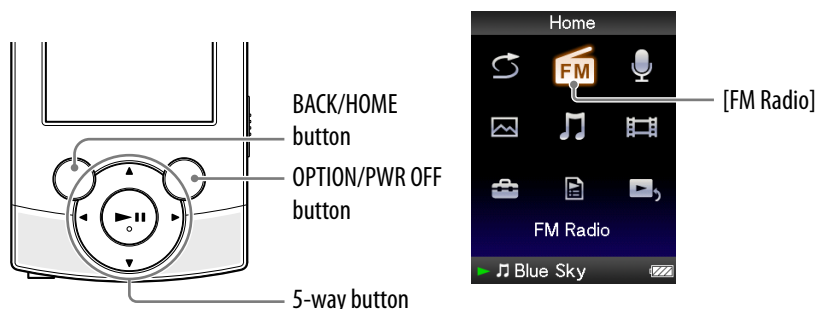 BACK/HOME
button
OPTION/PWR OFF
button
5-way button
Home
FM
[FM Radio]
FM Radio
Blue Sky